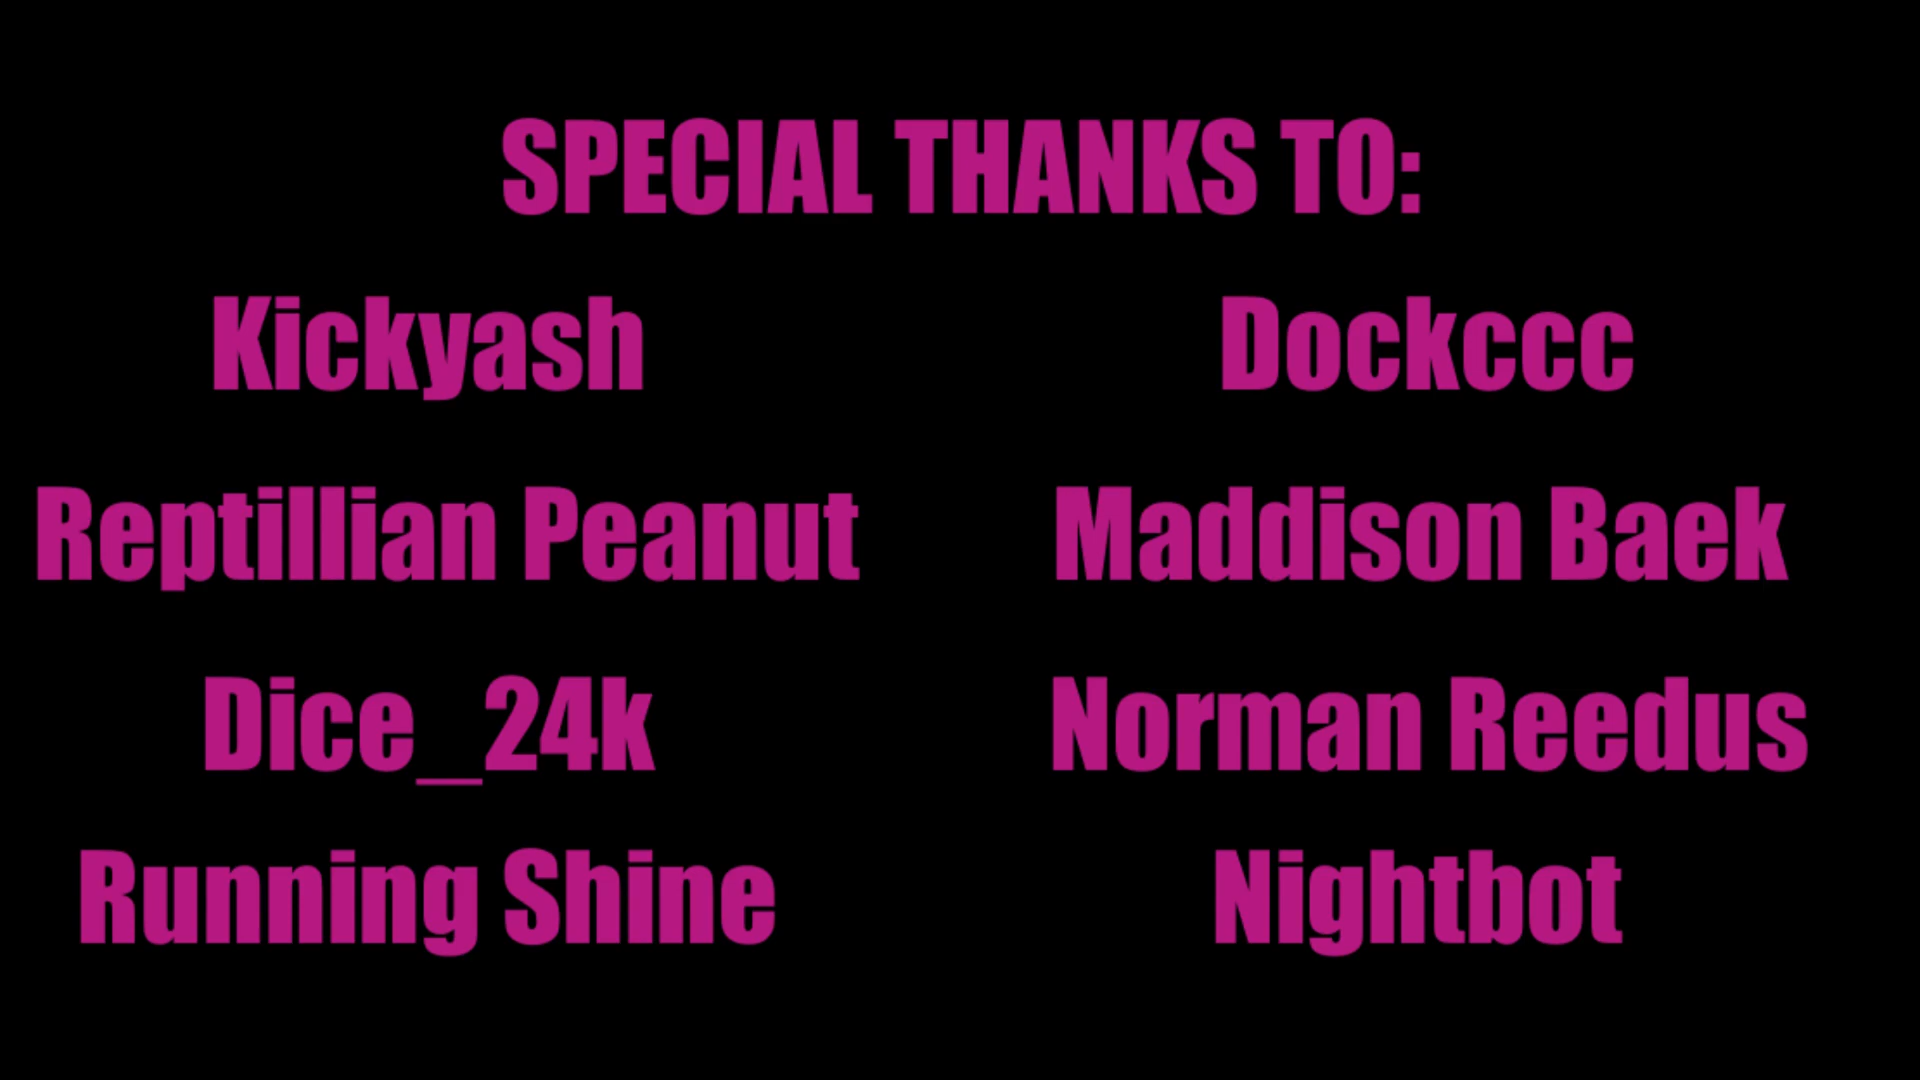 SPECIAL THANKS TO:
Kickyash
Dockccc
Reptillian Peanut
Maddison Baek
Dice_24k
Norman Reedus
Running Shine
Nightbot